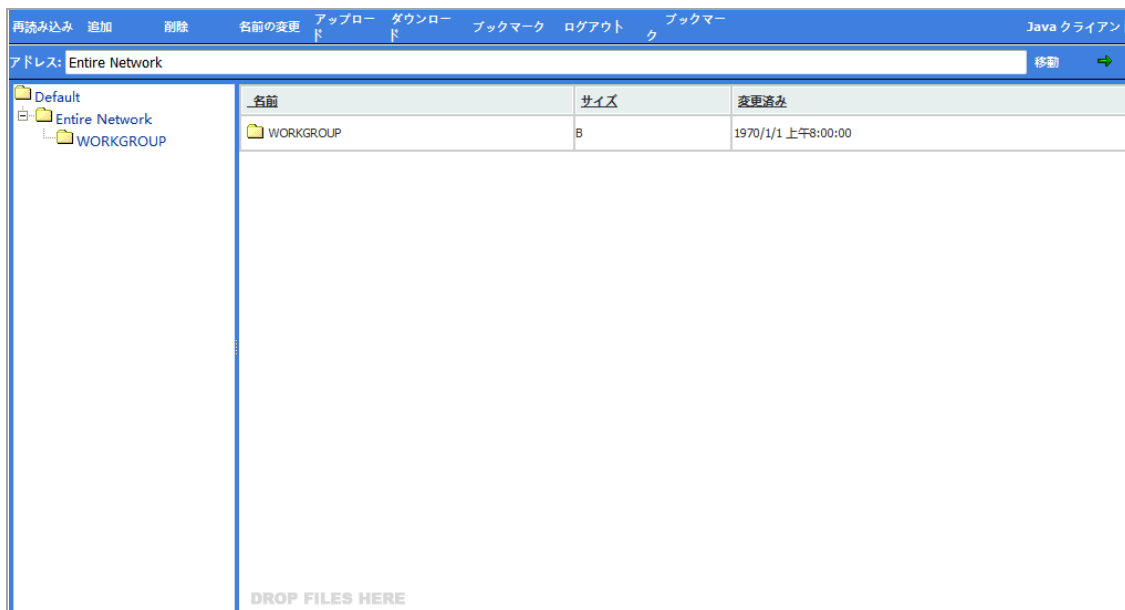 再読み込み 追加 削除 名前の変更 アップロード ダウンロード ブックマーク ログアウト ブックマーク Java クライアン
アドレス: Entire Network 移動
Default
Entire Network
WORKGROUP
名前 サイズ 変更済み
WORKGROUP B 1970/1/1 上午8:00:00
DROP FILES HERE